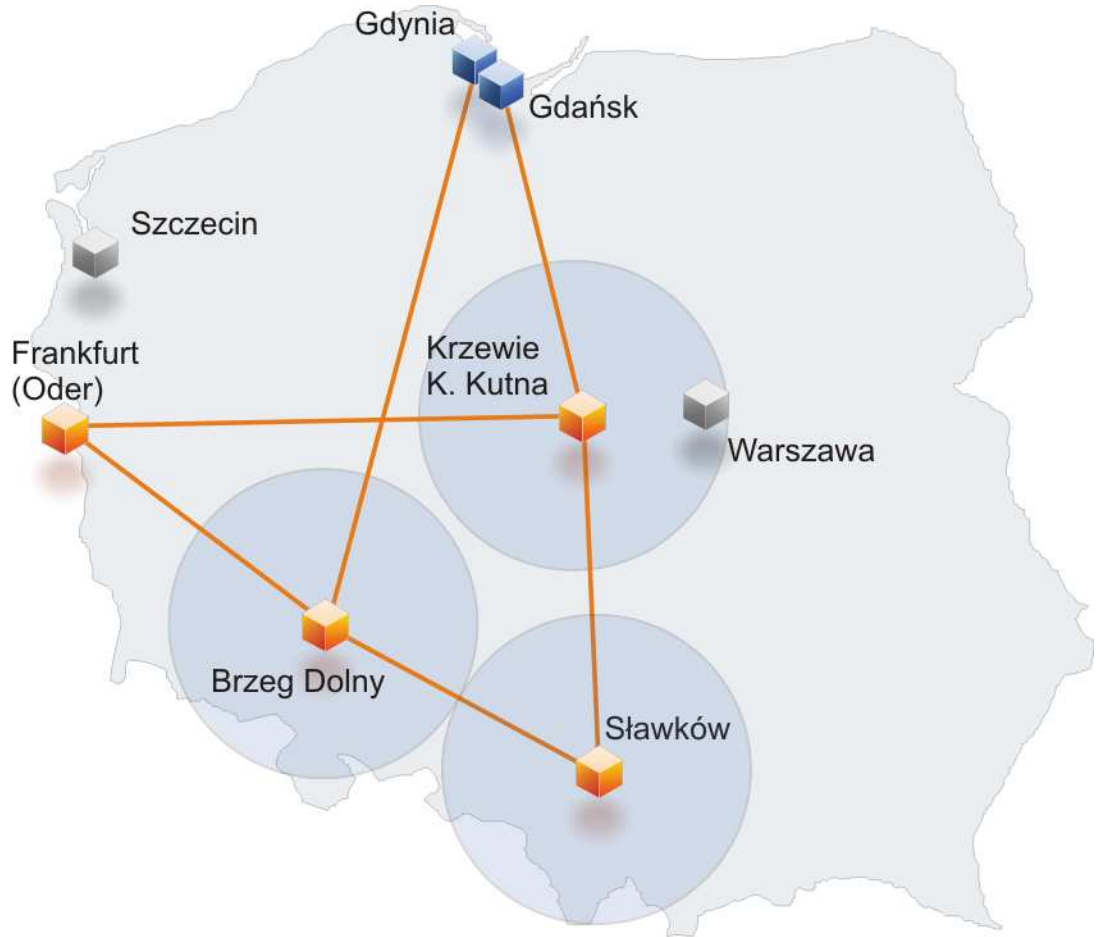 Gdynia
Gdańsk
Szczecin
Frankfurt
(Oder)
Krzewie
K. Kutna
Warszawa
Brzeg Dolny
Sławków